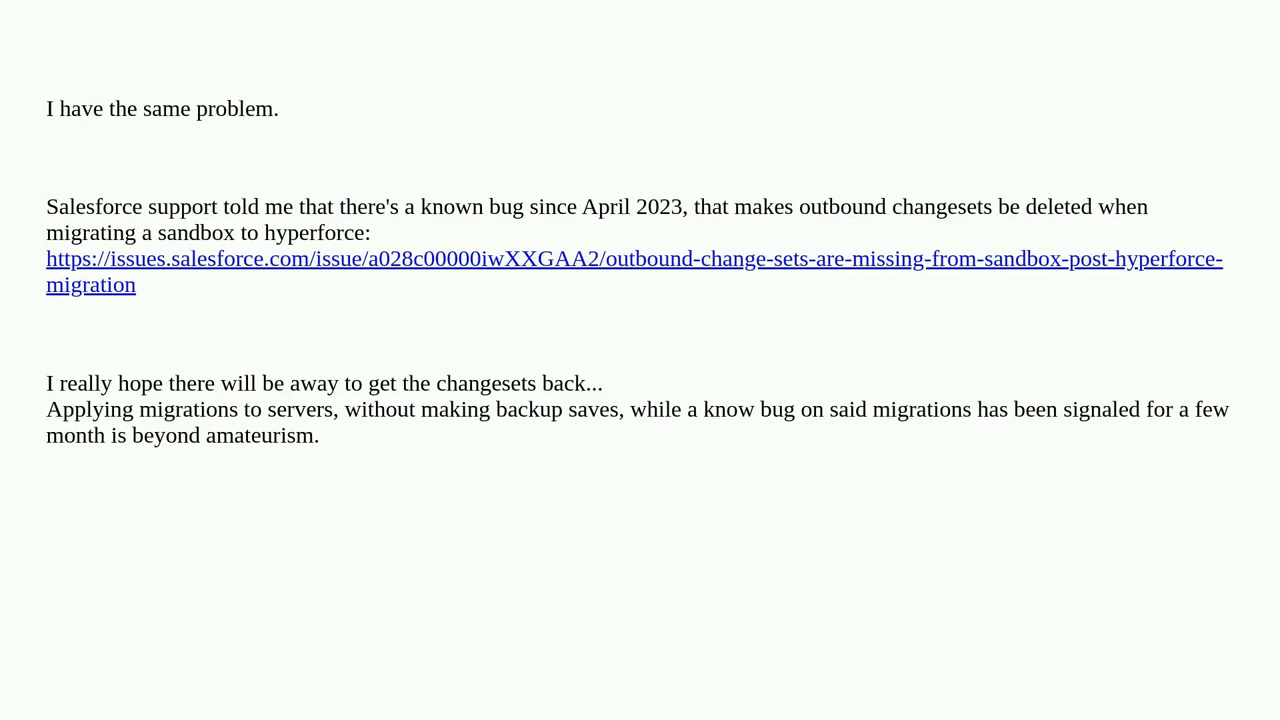 I have the same problem.
Salesforce support told me that there's a known bug since April 2023, that makes outbound changesets be deleted when
migrating a sandbox to hyperforce:
https://issues.salesforce.com/issue/a028c00000iwXXGAA2/outbound-change-sets-are-missing-from-sandbox-post-hyperforce-
migration
I really hope there will be away to get the changesets back...
Applying migrations to servers, without making backup saves, while a know bug on said migrations has been signaled for a few
month is beyond amateurism.